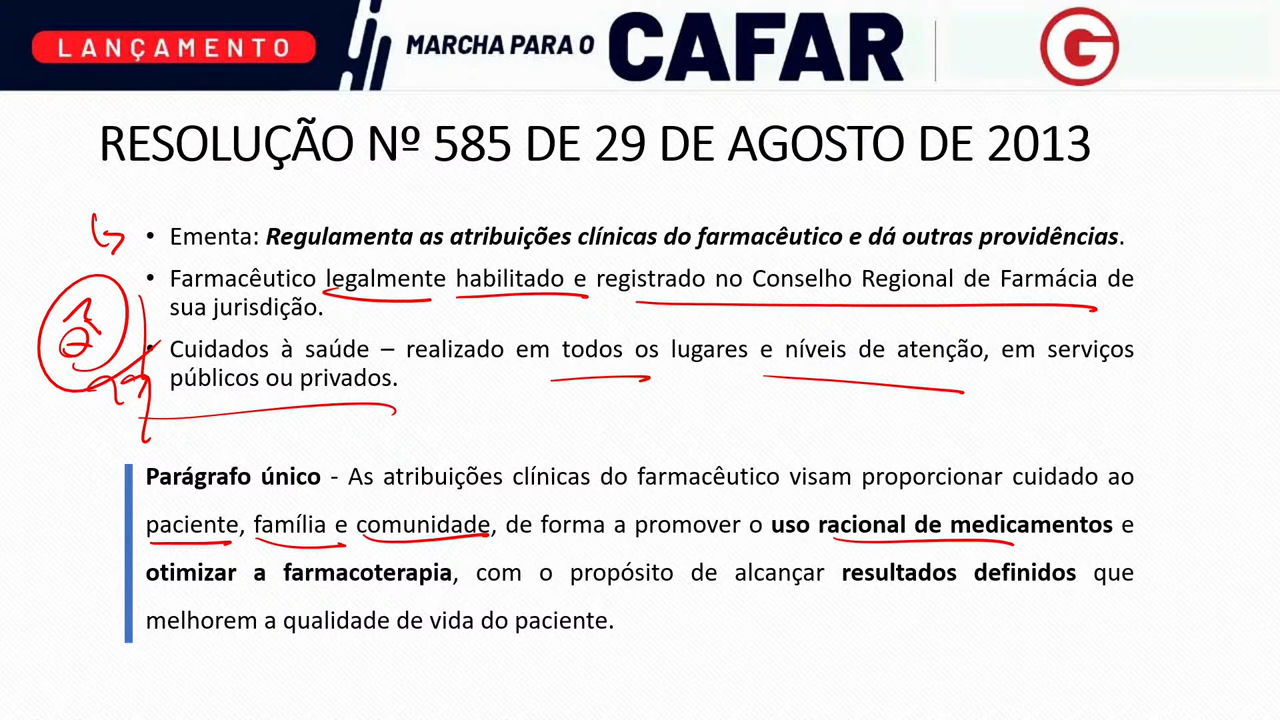 LANÇAMENTO
MARCHA PARA O CAFAR
G
RESOLUÇÃO Nº 585 DE 29 DE AGOSTO DE 2013
• Ementa: Regulamenta as atribuições clínicas do farmacêutico e dá outras providências.
• Farmacêutico legalmente habilitado e registrado no Conselho Regional de Farmácia de
sua jurisdição.
• Cuidados à saúde – realizado em todos os lugares e níveis de atenção, em serviços
públicos ou privados.
Parágrafo único - As atribuições clínicas do farmacêutico visam proporcionar cuidado ao
paciente, família e comunidade, de forma a promover o uso racional de medicamentos e
otimizar a farmacoterapia, com o propósito de alcançar resultados definidos que
melhorem a qualidade de vida do paciente.